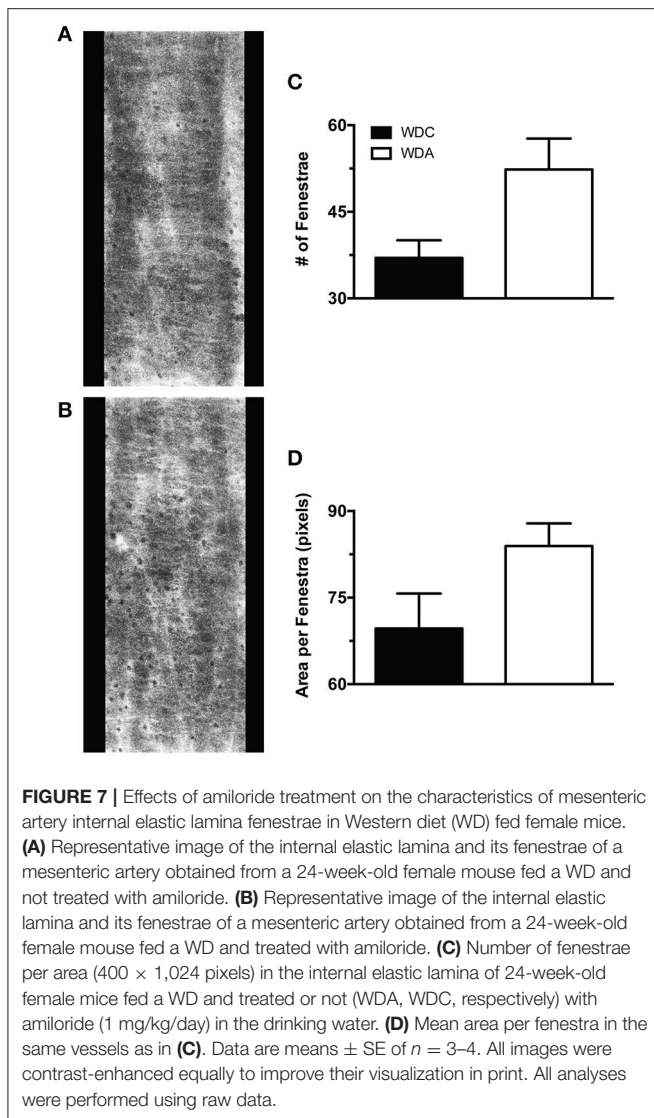 A
B
C
60
45
30
# of Fenestrae
WDC
WDA
D
90
75
60
Area per Fenestra (pixels)
FIGURE 7 | Effects of amiloride treatment on the characteristics of mesenteric
artery internal elastic lamina fenestrae in Western diet (WD) fed female mice.
(A) Representative image of the internal elastic lamina and its fenestrae of a
mesenteric artery obtained from a 24-week-old female mouse fed a WD and
not treated with amiloride. (B) Representative image of the internal elastic
lamina and its fenestrae of a mesenteric artery obtained from a 24-week-old
female mouse fed a WD and treated with amiloride. (C) Number of fenestrae
per area (400 × 1,024 pixels) in the internal elastic lamina of 24-week-old
female mice fed a WD and treated or not (WDA, WDC, respectively) with
amiloride (1 mg/kg/day) in the drinking water. (D) Mean area per fenestra in the
same vessels as in (C). Data are means ± SE of n = 3–4. All images were
contrast-enhanced equally to improve their visualization in print. All analyses
were performed using raw data.